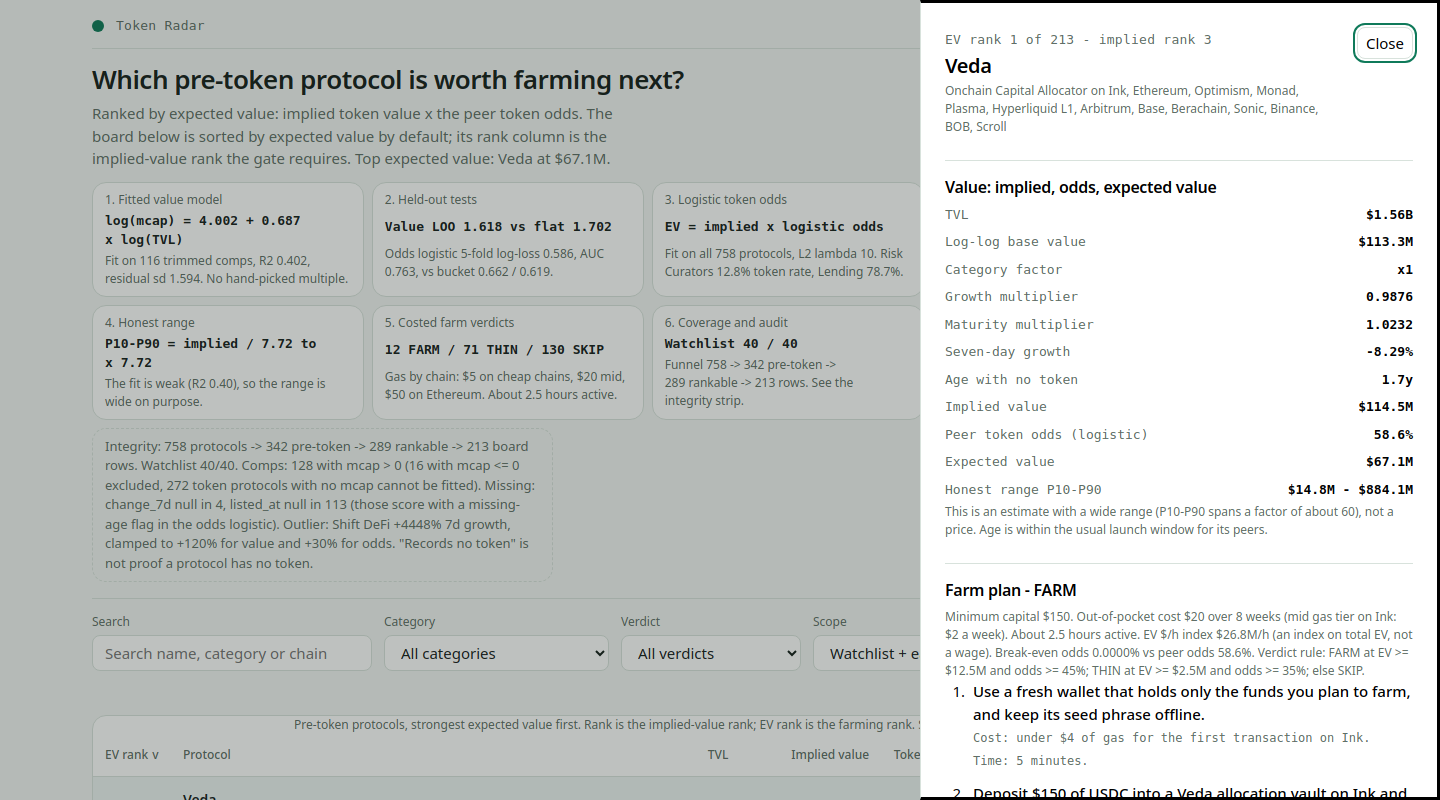 Token Radar
Which pre-token protocol is worth farming next?
Ranked by expected value: implied token value x the peer token odds. The
board below is sorted by expected value by default; its rank column is the
implied-value rank the gate requires. Top expected value: Veda at $67.1M.
1. Fitted value model
log(mcap) = 4.002 + 0.687
x log(TVL)
Fit on 116 trimmed comps, R2 0.402,
residual sd 1.594. No hand-picked multiple.
2. Held-out tests
Value LOO 1.618 vs flat 1.702
Odds logistic 5-fold log-loss 0.586, AUC
0.763, vs bucket 0.662 / 0.619.
3. Logistic token odds
EV = implied x logistic odds
Fit on all 758 protocols, L2 lambda 10. Risk
Curators 12.8% token rate, Lending 78.7%.
4. Honest range
P10-P90 = implied / 7.72 to
x 7.72
The fit is weak (R2 0.40), so the range is
wide on purpose.
5. Costed farm verdicts
12 FARM / 71 THIN / 130 SKIP
Gas by chain: $5 on cheap chains, $20 mid,
$50 on Ethereum. About 2.5 hours active.
6. Coverage and audit
Watchlist 40 / 40
Funnel 758 -> 342 pre-token ->
289 rankable -> 213 rows. See the
integrity strip.
Integrity: 758 protocols -> 342 pre-token -> 289 rankable -> 213 board
rows. Watchlist 40/40. Comps: 128 with mcap > 0 (16 with mcap <= 0
excluded, 272 token protocols with no mcap cannot be fitted). Missing:
change_7d null in 4, listed_at null in 113 (those score with a missing-
age flag in the odds logistic). Outlier: Shift DeFi +4448% 7d growth,
clamped to +120% for value and +30% for odds. "Records no token" is
not proof a protocol has no token.
Search
Category
Verdict
Scope
Search name, category or chain
All categories
All verdicts
Watchlist + e
Pre-token protocols, strongest expected value first. Rank is the implied-value rank; EV rank is the farming rank.
EV rank v
Protocol
TVL
Implied value
Toke
Veda
EV rank 1 of 213 - implied rank 3
Close
Veda
Onchain Capital Allocator on Ink, Ethereum, Optimism, Monad,
Plasma, Hyperliquid L1, Arbitrum, Base, Berachain, Sonic, Binance,
BOB, Scroll
Value: implied, odds, expected value
TVL $1.56B
Log-log base value $113.3M
Category factor x1
Growth multiplier 0.9876
Maturity multiplier 1.0232
Seven-day growth -8.29%
Age with no token 1.7y
Implied value $114.5M
Peer token odds (logistic) 58.6%
Expected value $67.1M
Honest range P10-P90 $14.8M - $884.1M
This is an estimate with a wide range (P10-P90 spans a factor of about 60), not a
price. Age is within the usual launch window for its peers.
Farm plan - FARM
Minimum capital $150. Out-of-pocket cost $20 over 8 weeks (mid gas tier on Ink:
$2 a week). About 2.5 hours active. EV $/h index $26.8M/h (an index on total EV, not
a wage). Break-even odds 0.0000% vs peer odds 58.6%. Verdict rule: FARM at EV >=
$12.5M and odds >= 45%; THIN at EV >= $2.5M and odds >= 35%; else SKIP.
1. Use a fresh wallet that holds only the funds you plan to farm,
and keep its seed phrase offline.
Cost: under $4 of gas for the first transaction on Ink.
Time: 5 minutes.
2. Deposit $150 of USDC into a Veda allocation vault on Ink and